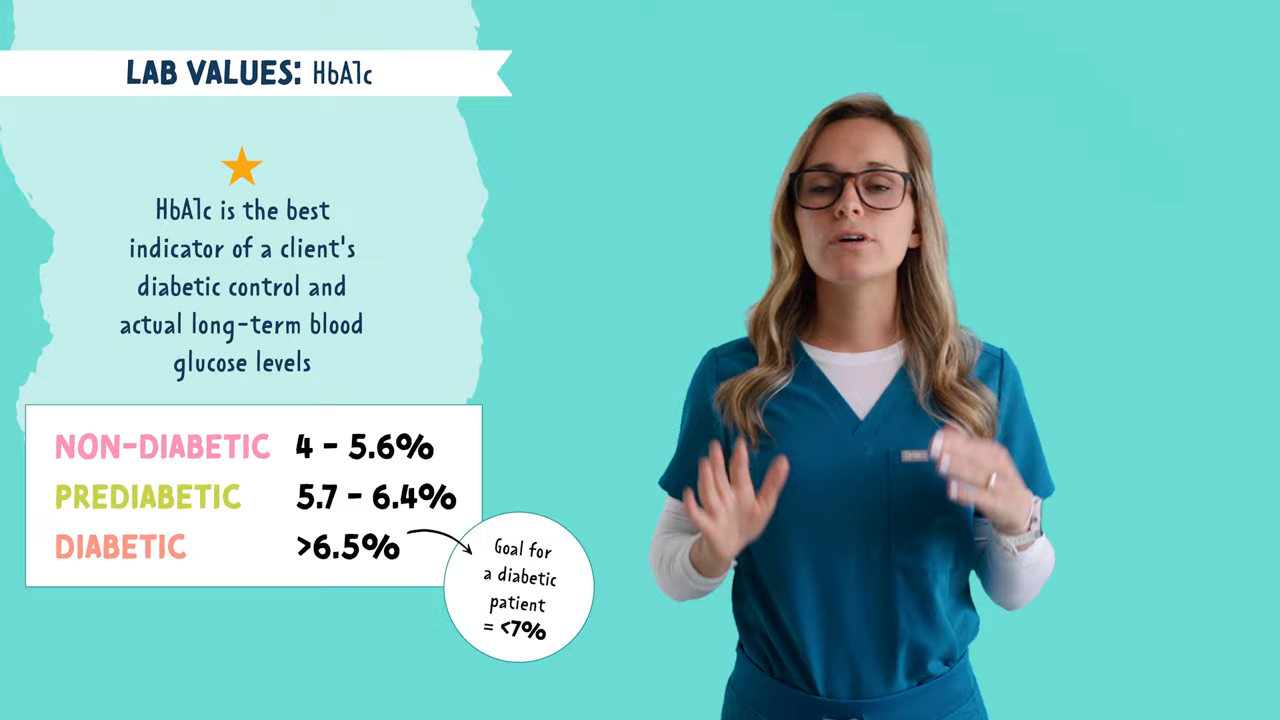 LAB VALUES: HbA1c
HbA1c is the best
indicator of a client's
diabetic control and
actual long-term blood
glucose levels
NON-DIABETIC 4 - 5.6%
PREDIABETIC 5.7 - 6.4%
DIABETIC >6.5%
Goal for
a diabetic
patient
= <7%